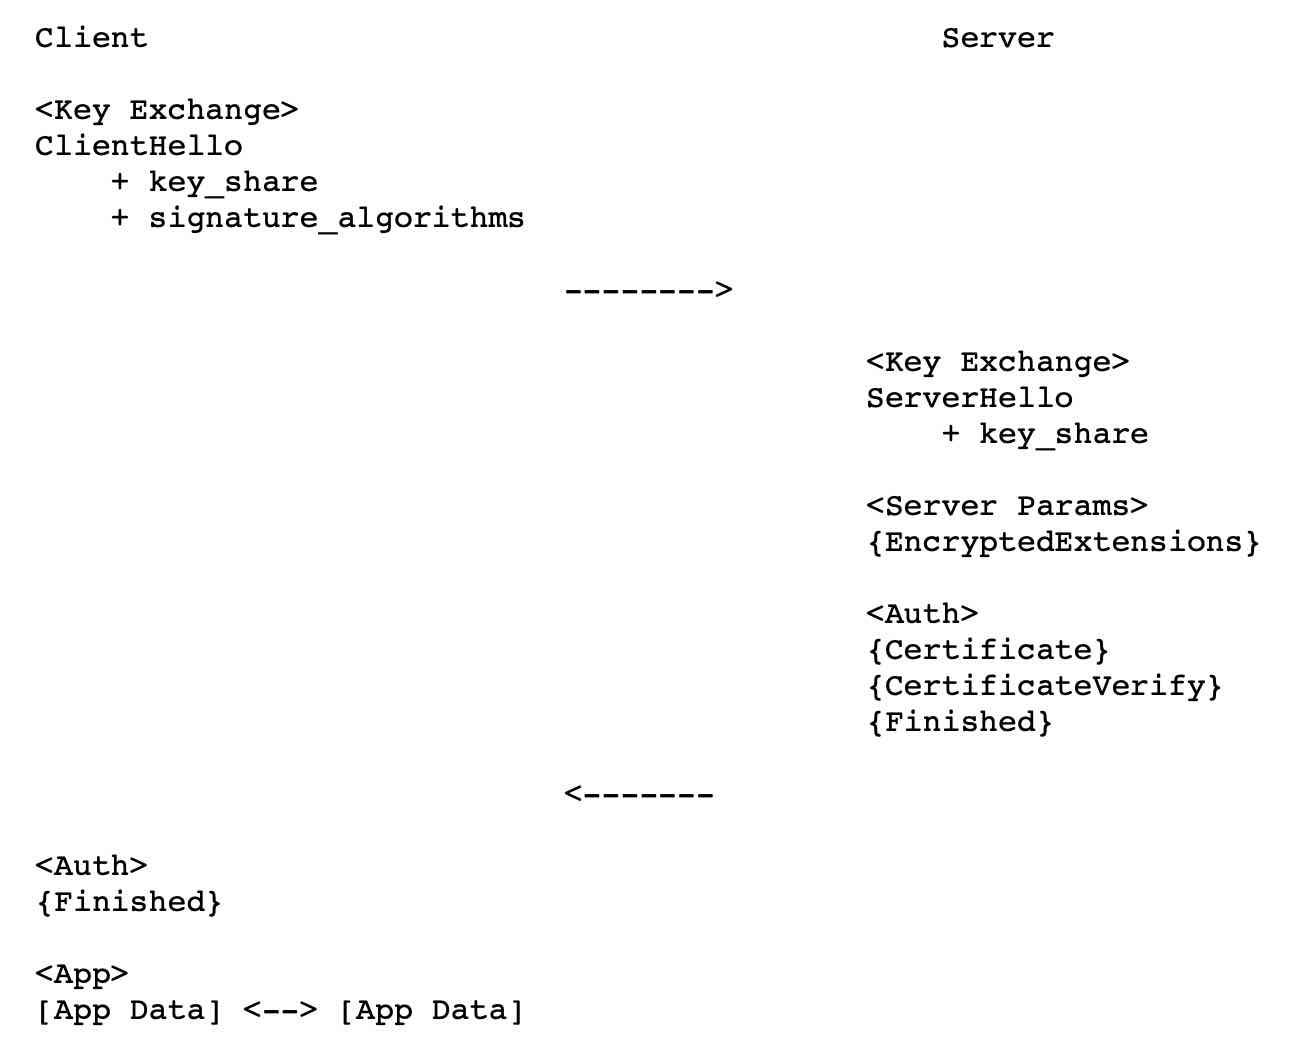 Client Server
<Key Exchange>
ClientHello
+ key_share
+ signature_algorithms
-------->
<Key Exchange>
ServerHello
+ key_share
<Server Params>
{EncryptedExtensions}
<Auth>
{Certificate}
{CertificateVerify}
{Finished}
<-------
<Auth>
{Finished}
<App>
[App Data] <--> [App Data]